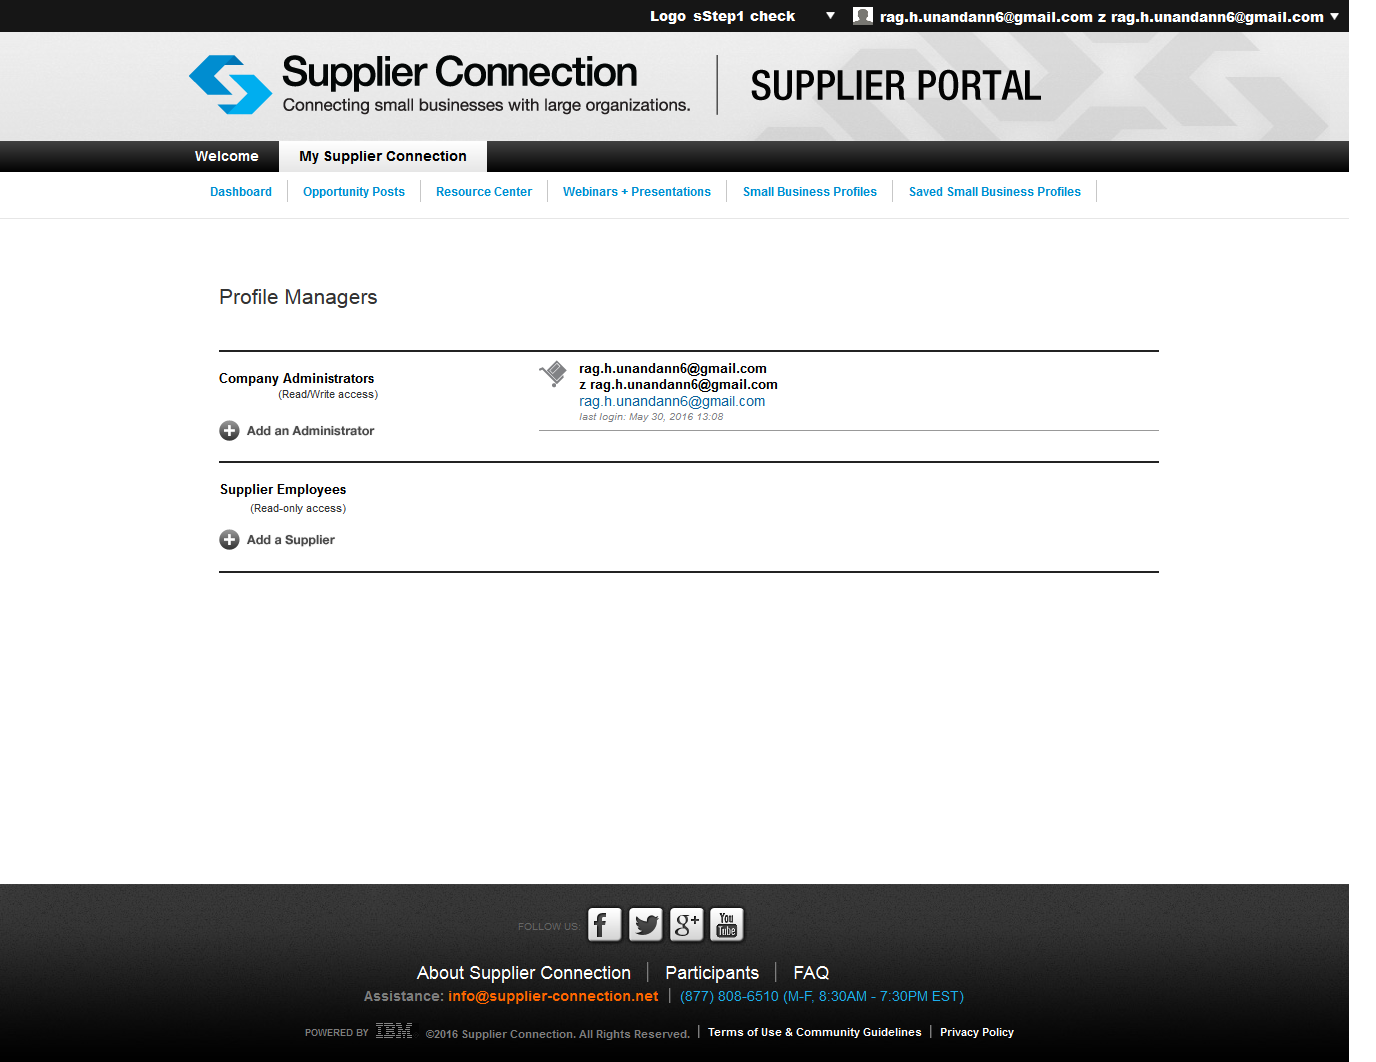 Logo sStep1 check rag.h.unandann6@gmail.com z rag.h.unandann6@gmail.com
Supplier Connection
Connecting small businesses with large organizations.
SUPPLIER PORTAL
Welcome My Supplier Connection
Dashboard Opportunity Posts Resource Center Webinars + Presentations Small Business Profiles Saved Small Business Profiles
Profile Managers
Company Administrators
(Read/Write access)
Add an Administrator
rag.h.unandann6@gmail.com
z rag.h.unandann6@gmail.com
rag.h.unandann6@gmail.com
last login: May 30, 2016 13:08
Supplier Employees
(Read-only access)
Add a Supplier
FOLLOW US f g+ You Tube
About Supplier Connection | Participants | FAQ
Assistance: info@supplier-connection.net | (877) 808-6510 (M-F, 8:30AM - 7:30PM EST)
POWERED BY IBM ©2016 Supplier Connection. All Rights Reserved. | Terms of Use & Community Guidelines | Privacy Policy